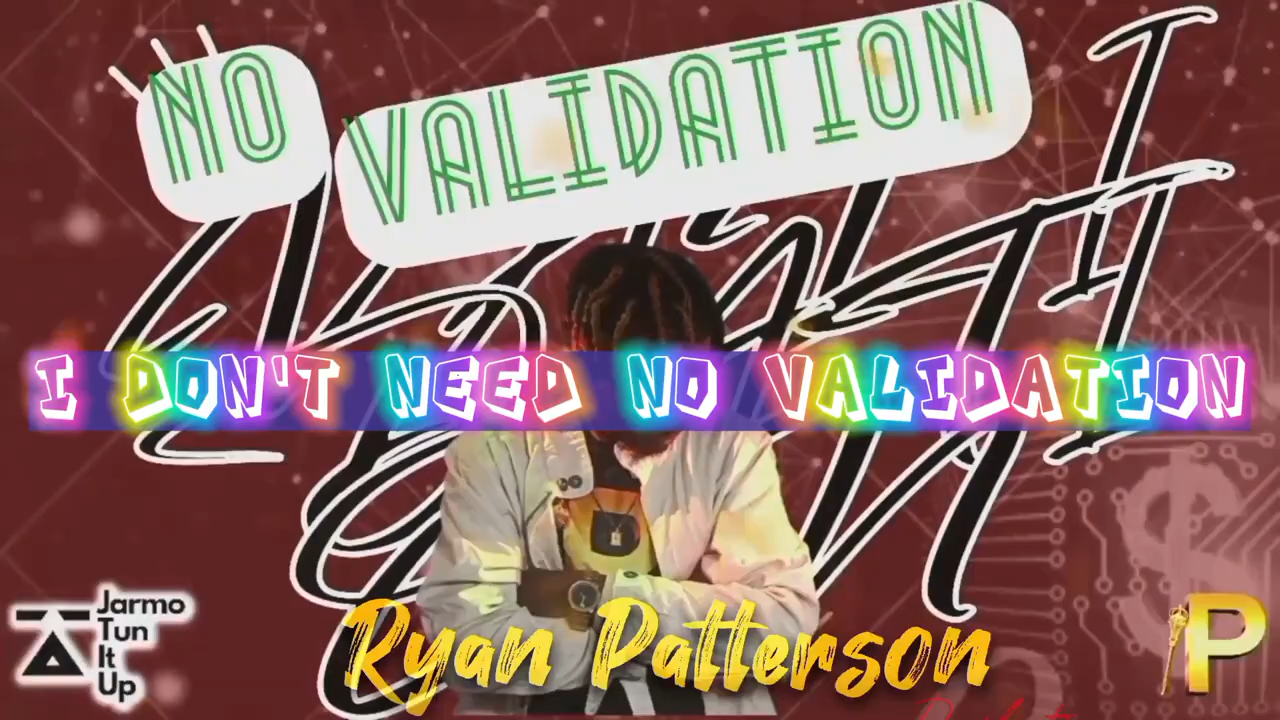 NO VALIDATION
I DON'T NEED NO VALIDATION
Ryan Patterson
Jarmo
Tun
It
Up
P